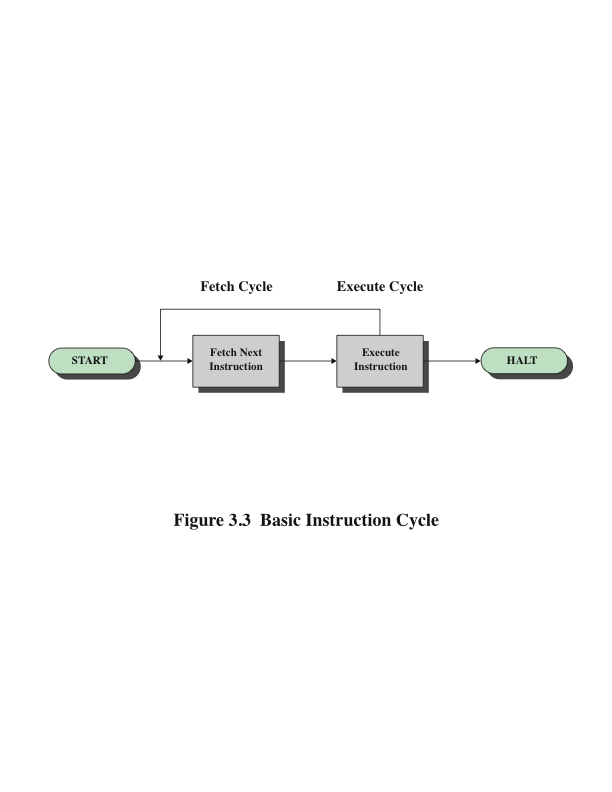 Fetch Cycle
Execute Cycle
START
Fetch Next
Instruction
Execute
Instruction
HALT
Figure 3.3 Basic Instruction Cycle